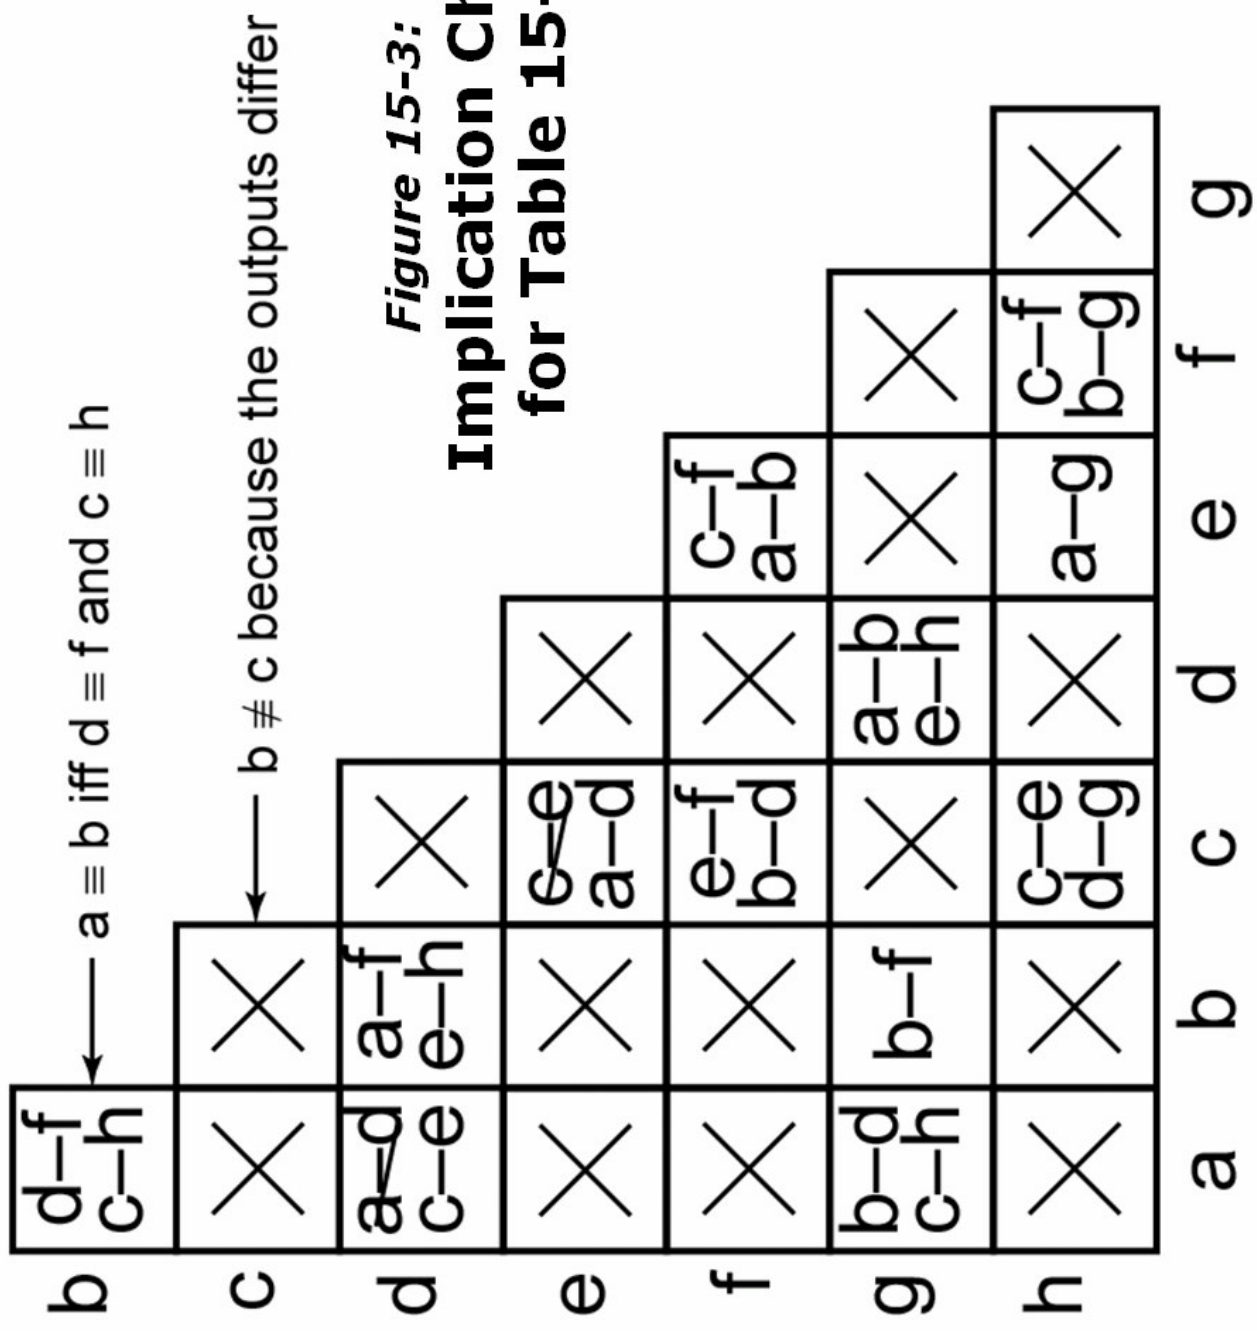 d–f
b c–h a ≡ b iff d ≡ f and c ≡ h
c b ≢ c because the outputs differ
a–d a–f
d c–e e–h
Figure 15-3:
Implication Ch
for Table 15-
c–e
e a–d
e–f c–f
f b–d a–b
b–d a–b
g c–h b–f e–h
c–e c–f
h d–g a–g b–g
a b c d e f g